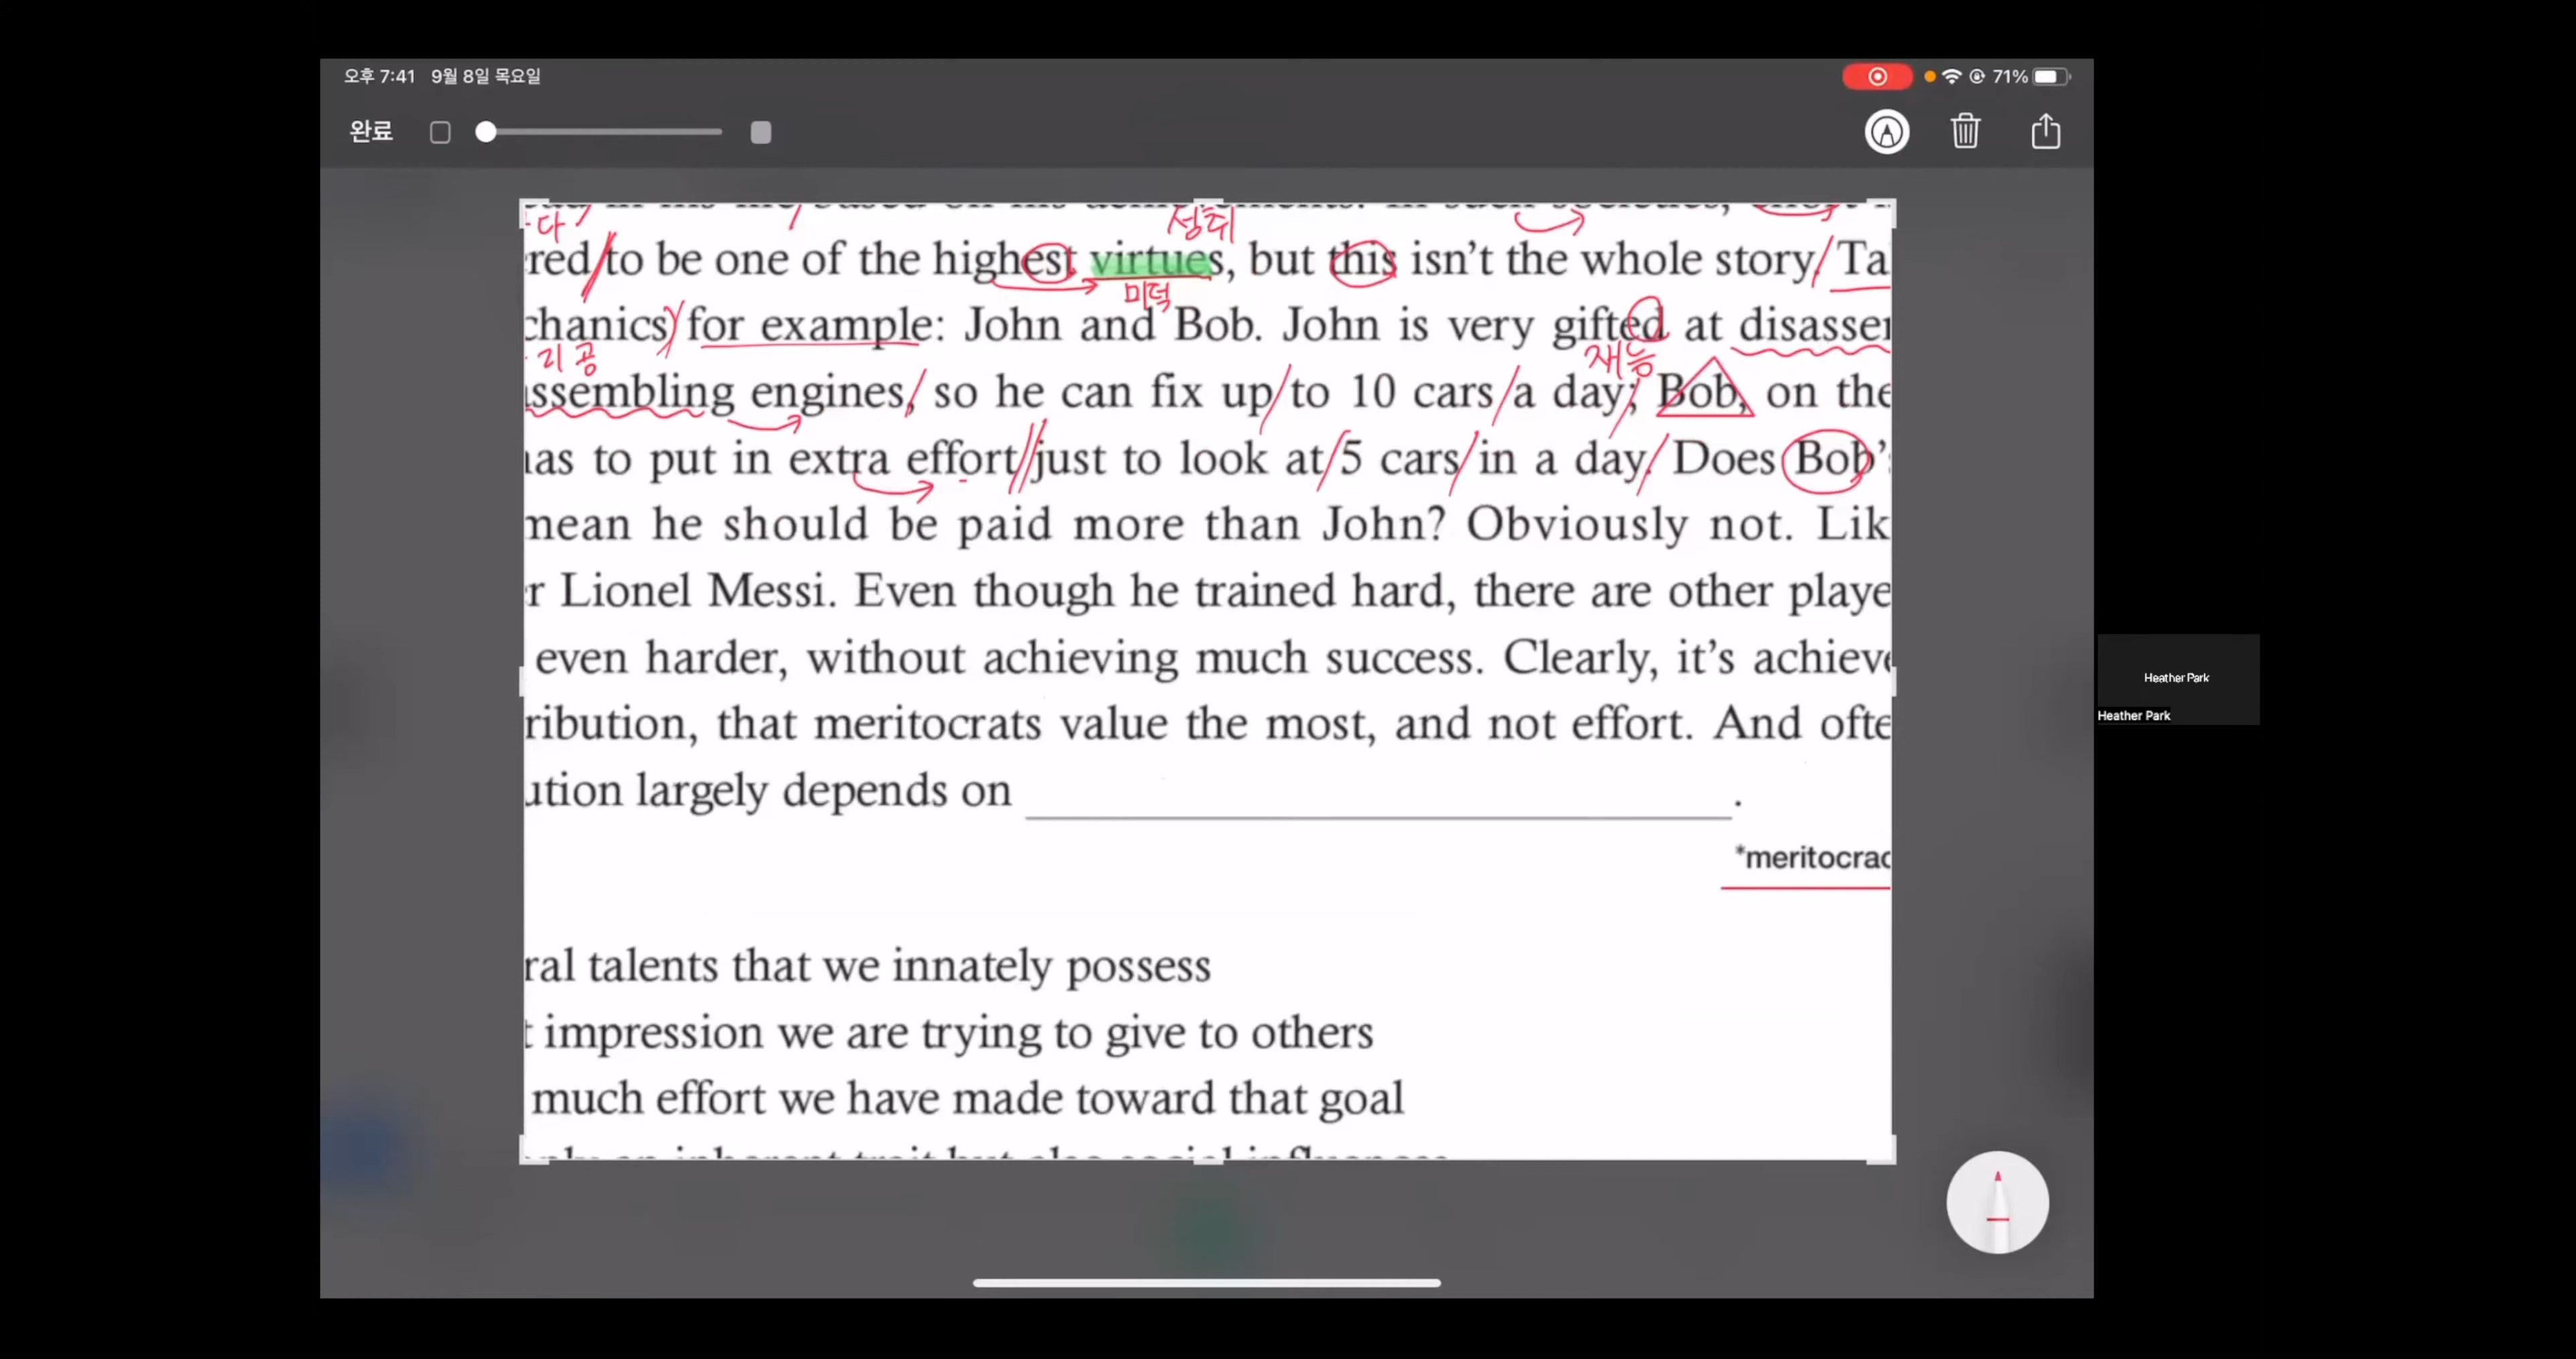 오후 7:41 9월 8일 목요일 71%
완료
성취
to be one of the highest virtues, but this isn't the whole story. Ta
미덕
chanics, for example: John and Bob. John is very gifted at disasse
리공 재능
assembling engines, so he can fix up to 10 cars a day; Bob, on the
has to put in extra effort just to look at 5 cars in a day. Does Bob's
mean he should be paid more than John? Obviously not. Lik
r Lionel Messi. Even though he trained hard, there are other playe
even harder, without achieving much success. Clearly, it's achieve
ribution, that meritocrats value the most, and not effort. And ofte
ution largely depends on .
*meritocrac
ral talents that we innately possess
t impression we are trying to give to others
much effort we have made toward that goal
Heather Park
Heather Park